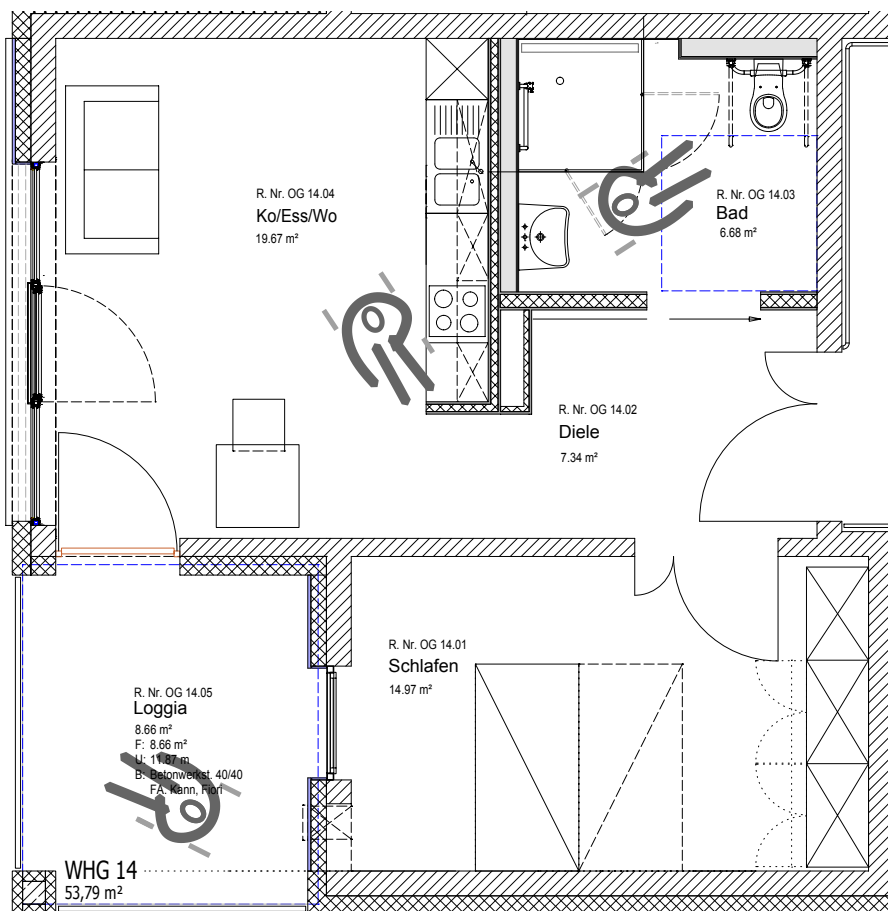 R. Nr. OG 14.04
Ko/Ess/Wo
19.67 m²
R. Nr. OG 14.03
Bad
6.68 m²
R. Nr. OG 14.02
Diele
7.34 m²
R. Nr. OG 14.01
Schlafen
14.97 m²
R. Nr. OG 14.05
Loggia
8.66 m²
F: 8.66 m²
U: 11.87 m
B: Betonwerkst. 40/40
FA. Kann, Fiori
WHG 14
53,79 m²